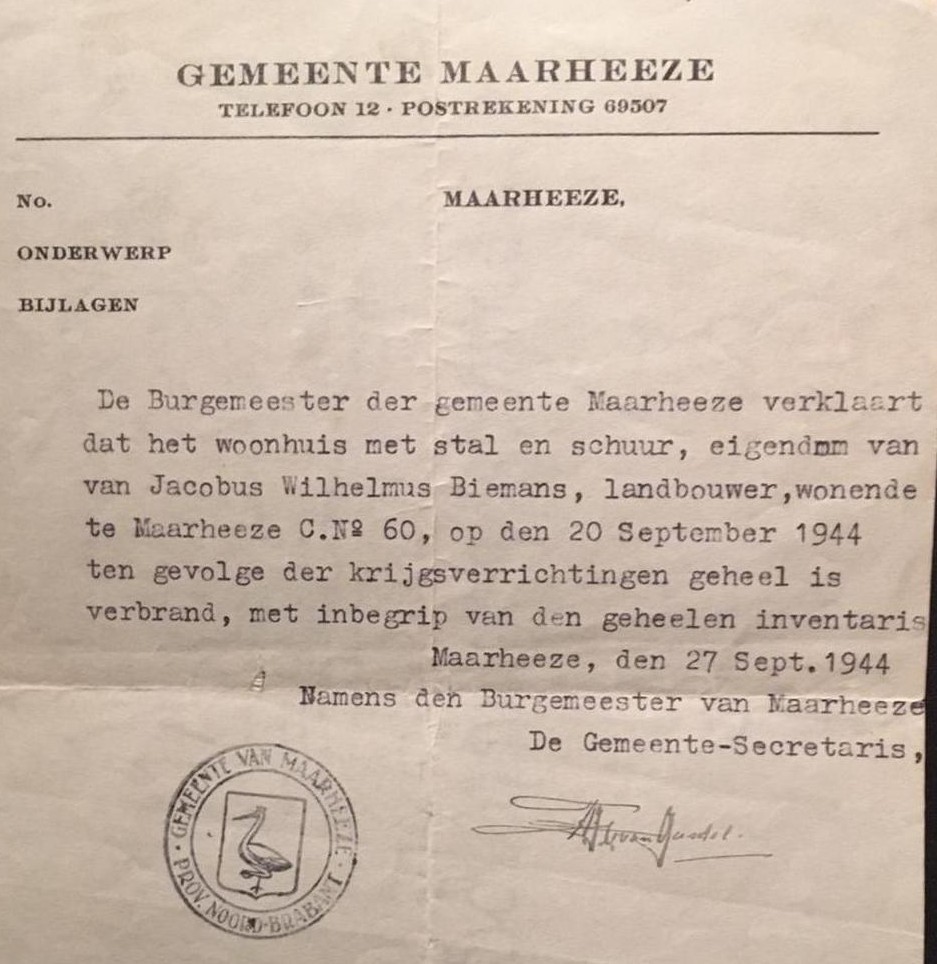 GEMEENTE MAARHEEZE
TELEFOON 12 · POSTREKENING 69507
No.
MAARHEEZE,
ONDERWERP
BIJLAGEN
De Burgemeester der gemeente Maarheeze verklaart
dat het woonhuis met stal en schuur, eigendmm van
van Jacobus Wilhelmus Biemans, landbouwer,wonende
te Maarheeze C.Nº 60, op den 20 September 1944
ten gevolge der krijgsverrichtingen geheel is
verbrand, met inbegrip van den geheelen inventaris
Maarheeze, den 27 Sept.1944
Namens den Burgemeester van Maarheeze
De Gemeente-Secretaris,
· GEMEENTE VAN MAARHEEZE ·
PROV. NOORD-BRABANT